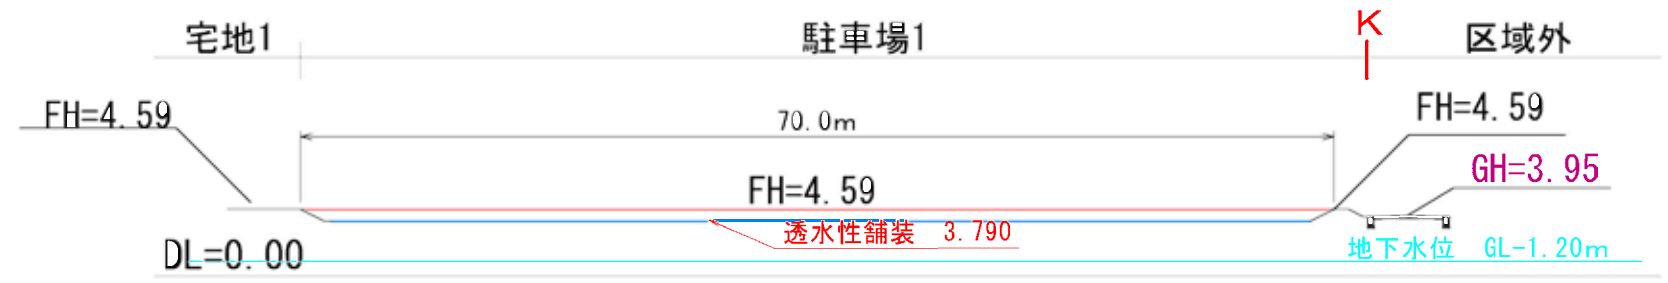 宅地1
駐車場1
K
区域外
FH=4.59
70.0m
FH=4.59
FH=4.59
GH=3.95
透水性舗装 3.790
DL=0.00
地下水位 GL-1.20m